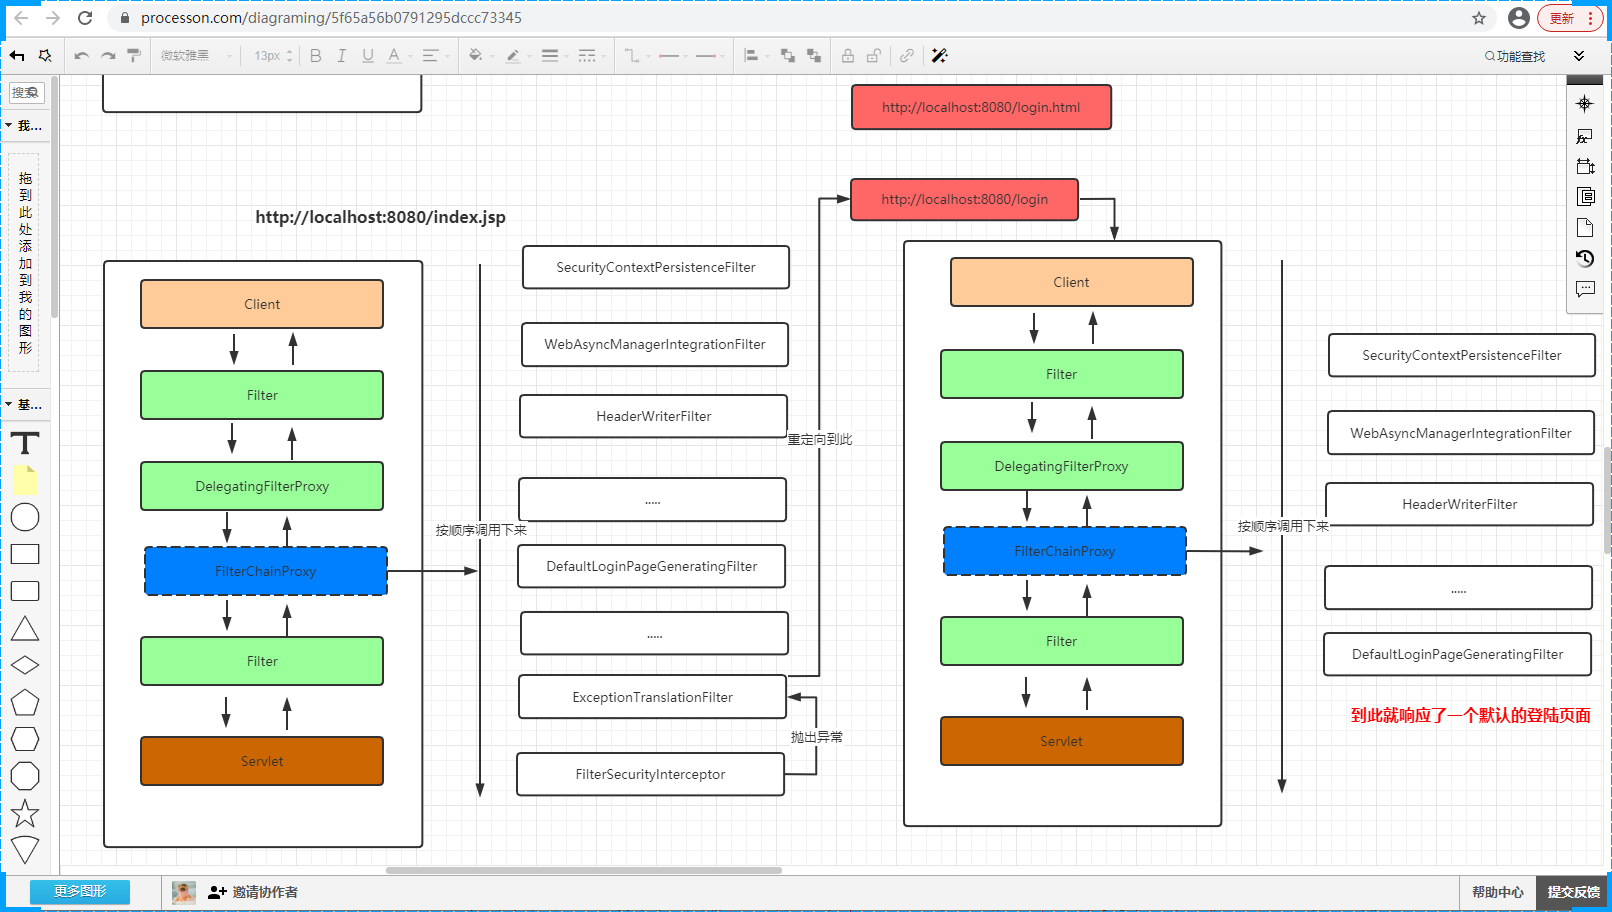 processon.com/diagraming/5f65a56b0791295dccc73345
更新
微软雅黑
13px
B
I
U
A
功能查找
搜索
我...
拖到此处添加到我的图形
基...
http://localhost:8080/login.html
http://localhost:8080/login
http://localhost:8080/index.jsp
Client
Filter
DelegatingFilterProxy
FilterChainProxy
Filter
Servlet
按顺序调用下来
SecurityContextPersistenceFilter
WebAsyncManagerIntegrationFilter
HeaderWriterFilter
.....
DefaultLoginPageGeneratingFilter
.....
ExceptionTranslationFilter
FilterSecurityInterceptor
抛出异常
重定向到此
Client
Filter
DelegatingFilterProxy
FilterChainProxy
Filter
Servlet
按顺序调用下来
SecurityContextPersistenceFilter
WebAsyncManagerIntegrationFilter
HeaderWriterFilter
.....
DefaultLoginPageGeneratingFilter
到此就响应了一个默认的登陆页面
更多图形
邀请协作者
帮助中心
提交反馈